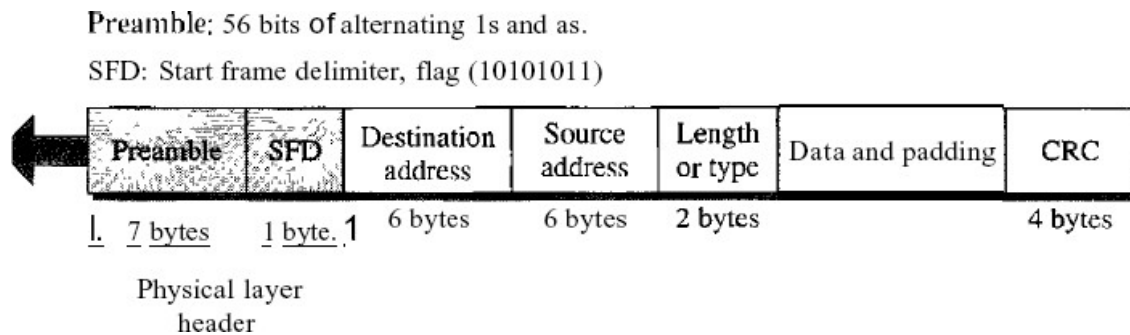 Preamble: 56 bits of alternating 1s and as.
SFD: Start frame delimiter, flag (10101011)
Preamble
SFD
Destination
address
Source
address
Length
or type
Data and padding
CRC
l. 7 bytes
1 byte. 1
6 bytes
6 bytes
2 bytes
4 bytes
Physical layer
header